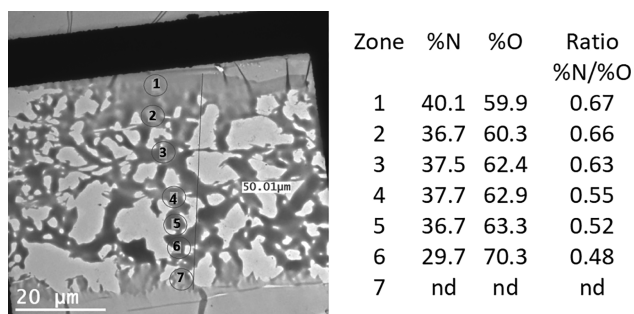 Zone %N %O Ratio
%N/%O
1 40.1 59.9 0.67
2 36.7 60.3 0.66
3 37.5 62.4 0.63
4 37.7 62.9 0.55
5 36.7 63.3 0.52
6 29.7 70.3 0.48
7 nd nd nd
1
2
3
4
50.01µm
5
6
7
20 µm